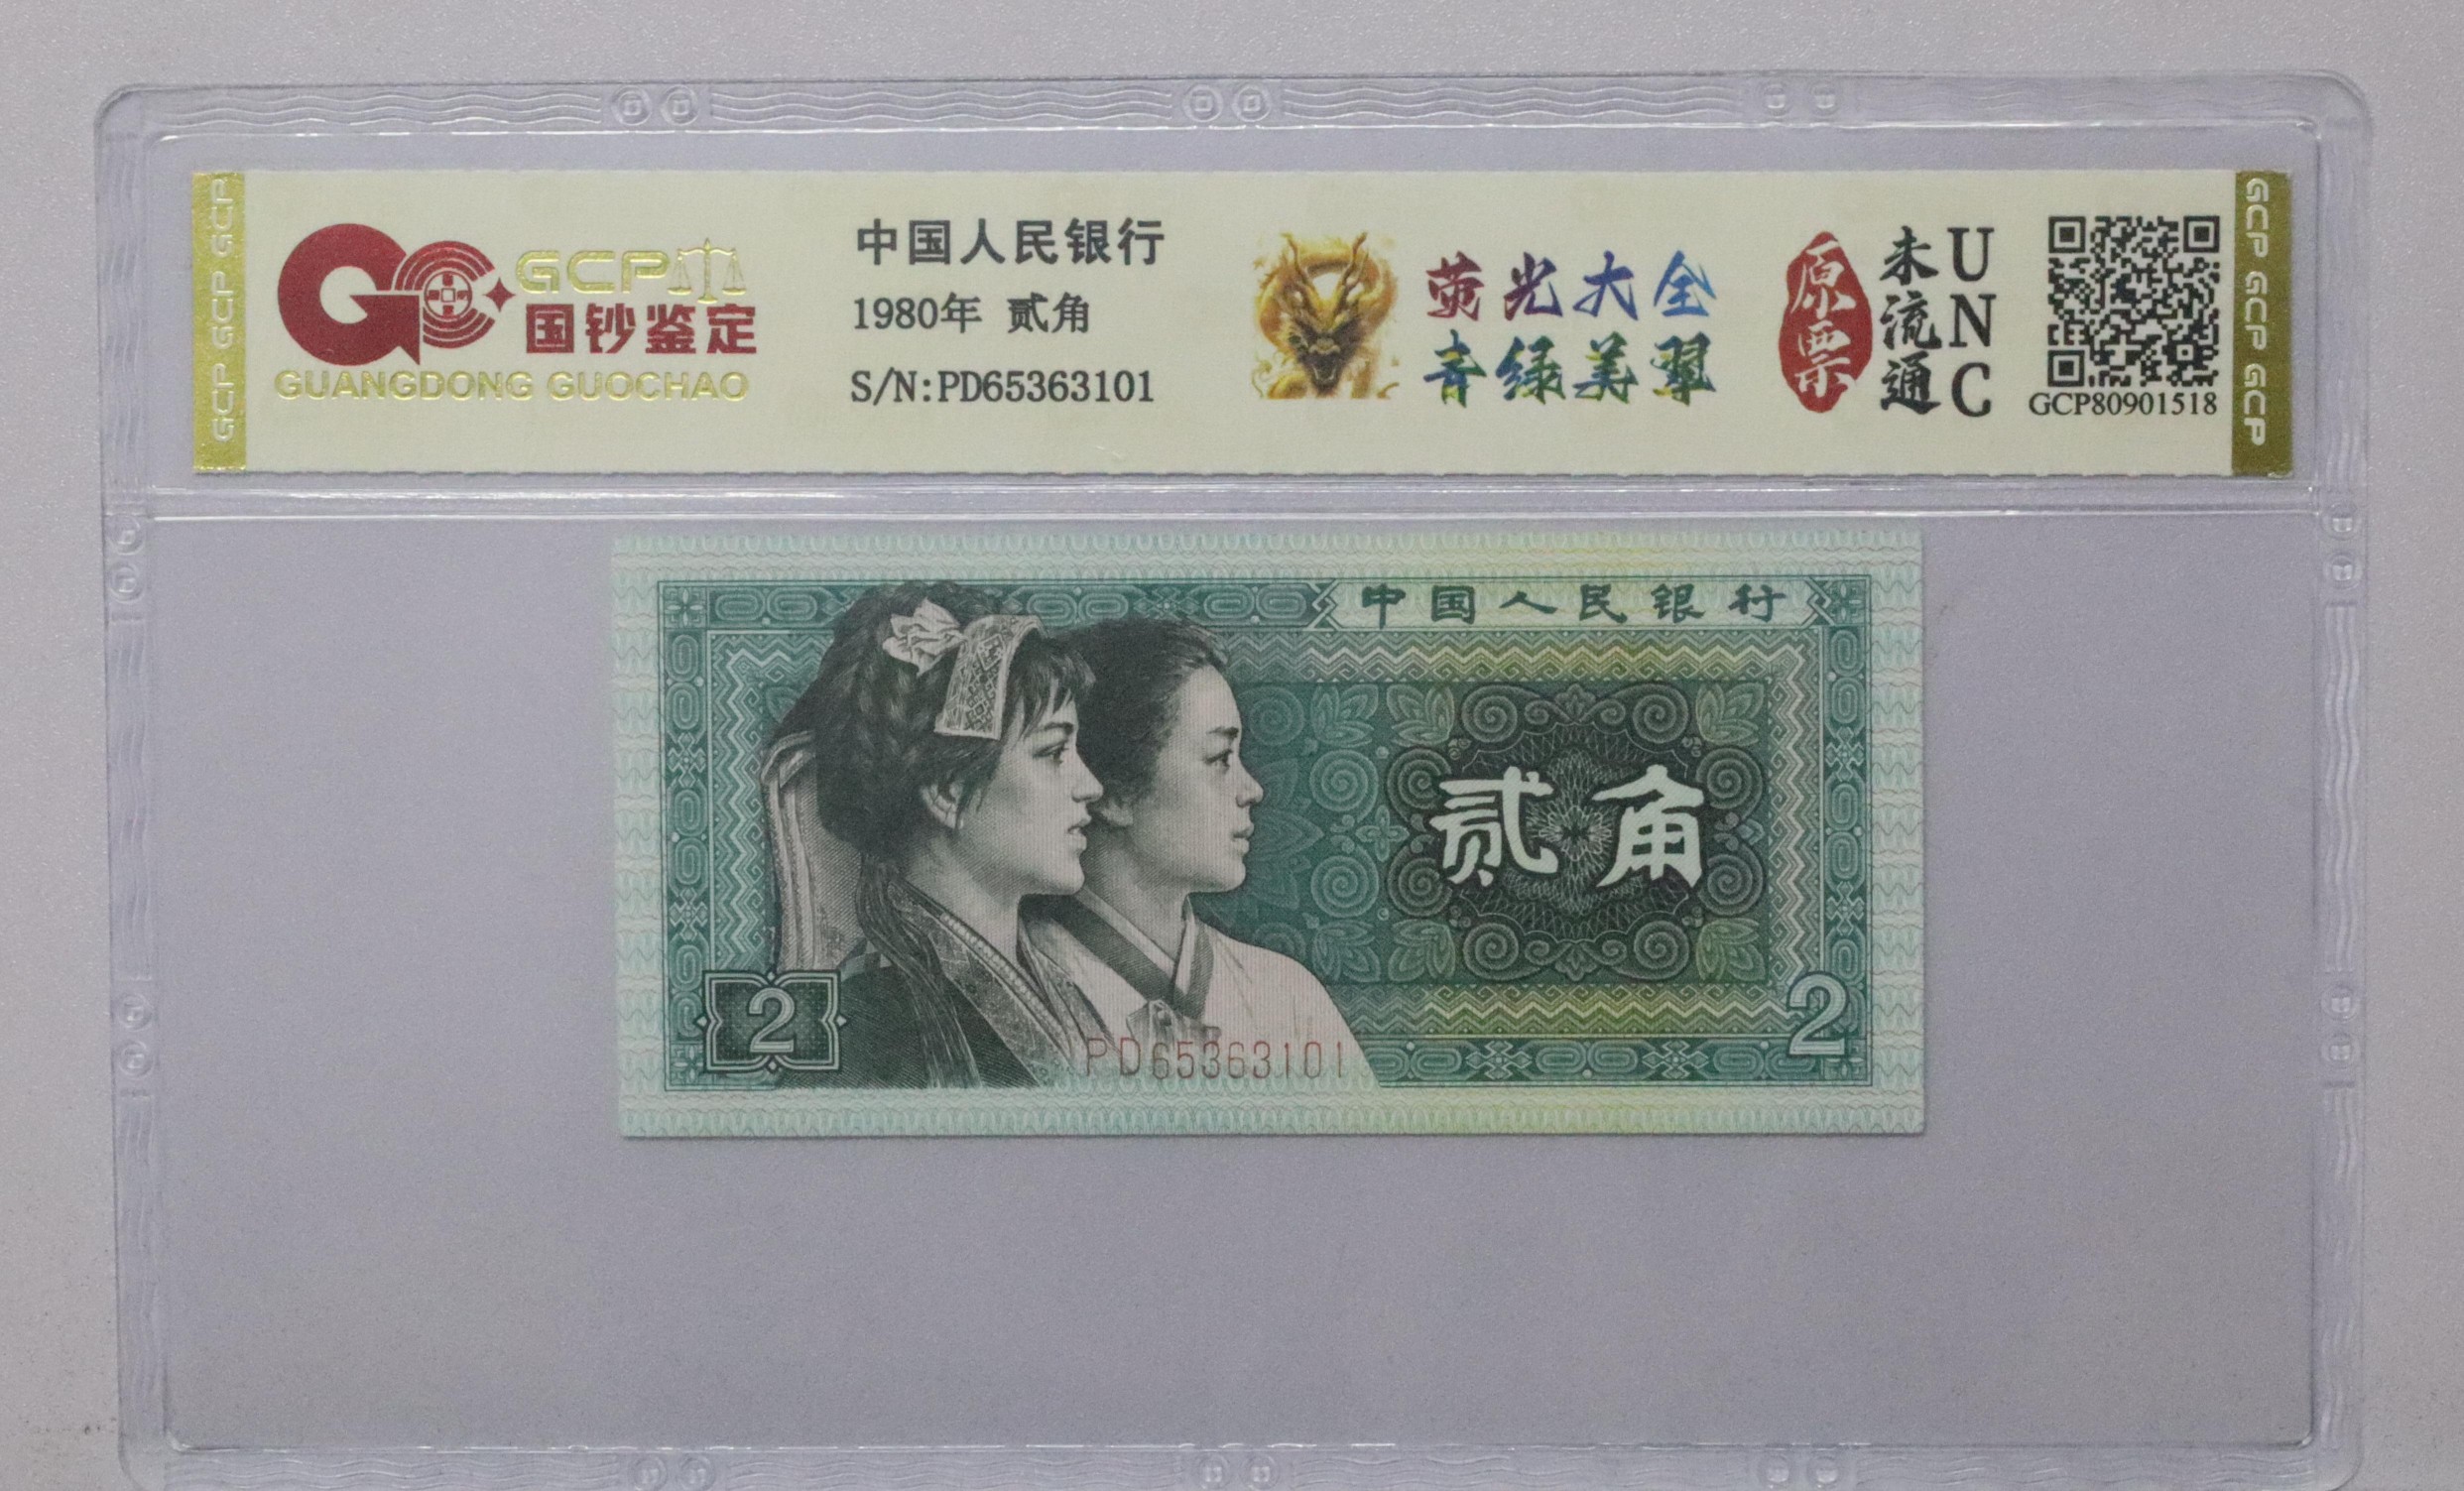 GCP GCP GCP
GCP
国钞鉴定
GUANGDONG GUOCHAO
中国人民银行
1980年 贰角
S/N:PD65363101
荧光大全
青绿美翠
原票
未流通
UNC
GCP80901518
GCP GCP GCP
中国人民银行
贰角
2
2
PD65363101